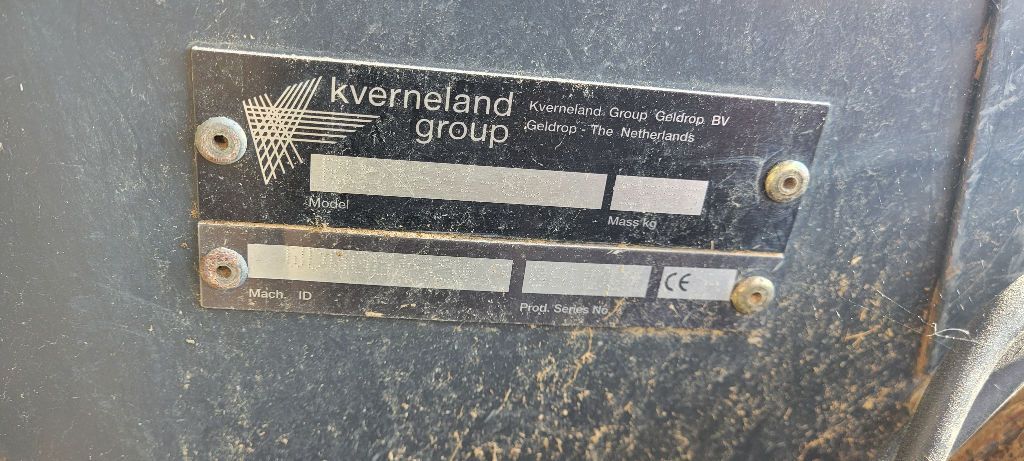 kverneland
group
Kverneland Group Geldrop BV
Geldrop - The Netherlands
Model
Mass kg
Mach. ID
Prod. Series No
CE